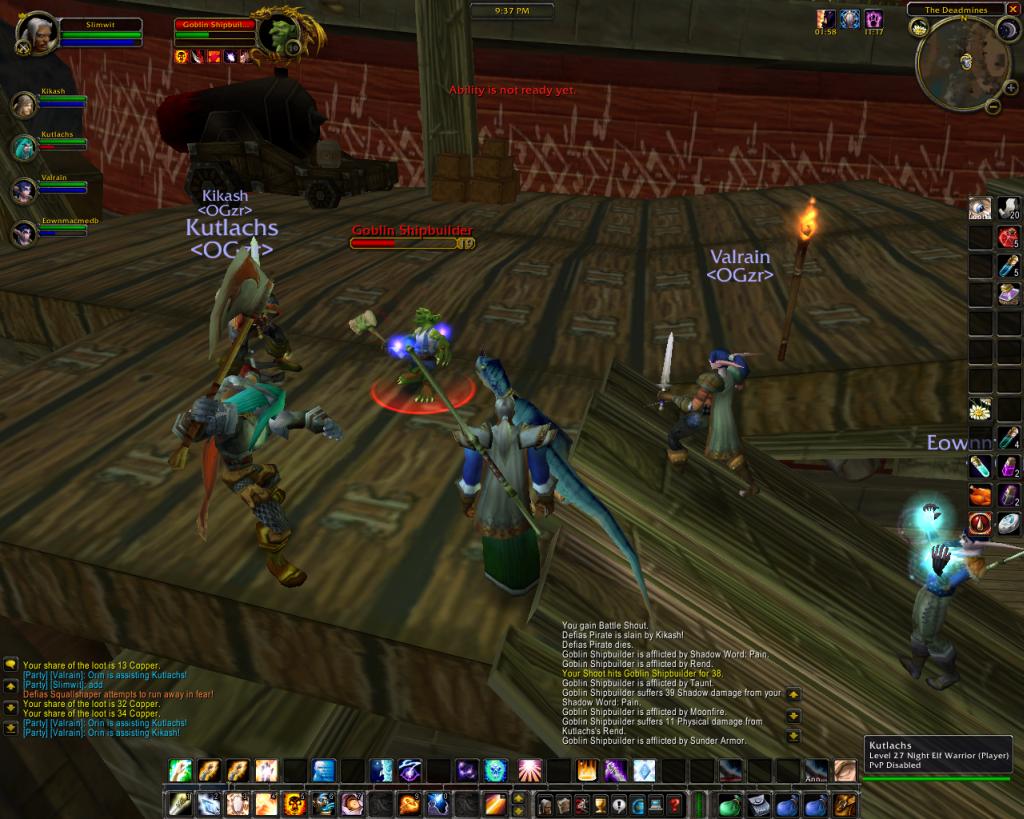 9:37 PM
The Deadmines
Slimwit
Goblin Shipbuil...
01:58
11:17
N
Kikash
Kutlachs
Valrain
Eownmacmedb
Ability is not ready yet.
Kikash
<OGzr>
Kutlachs
<OGzr>
Goblin Shipbuilder
19
Valrain
<OGzr>
Eownm
20
5
5
4
2
2
You gain Battle Shout.
Defias Pirate is slain by Kikash!
Defias Pirate dies.
Goblin Shipbuilder is afflicted by Shadow Word: Pain.
Goblin Shipbuilder is afflicted by Rend.
Your Shoot hits Goblin Shipbuilder for 38.
Goblin Shipbuilder is afflicted by Taunt.
Goblin Shipbuilder suffers 39 Shadow damage from your
Shadow Word: Pain.
Goblin Shipbuilder is afflicted by Moonfire.
Goblin Shipbuilder suffers 11 Physical damage from
Kutlachs's Rend.
Goblin Shipbuilder is afflicted by Sunder Armor.
Your share of the loot is 13 Copper.
[Party] [Valrain]: Orin is assisting Kutlachs!
[Party] [Slimwit]: add
Defias Squallshaper attempts to run away in fear!
Your share of the loot is 32 Copper.
Your share of the loot is 34 Copper.
[Party] [Valrain]: Orin is assisting Kutlachs!
[Party] [Valrain]: Orin is assisting Kikash!
Kutlachs
Level 27 Night Elf Warrior (Player)
PvP Disabled
Ann...